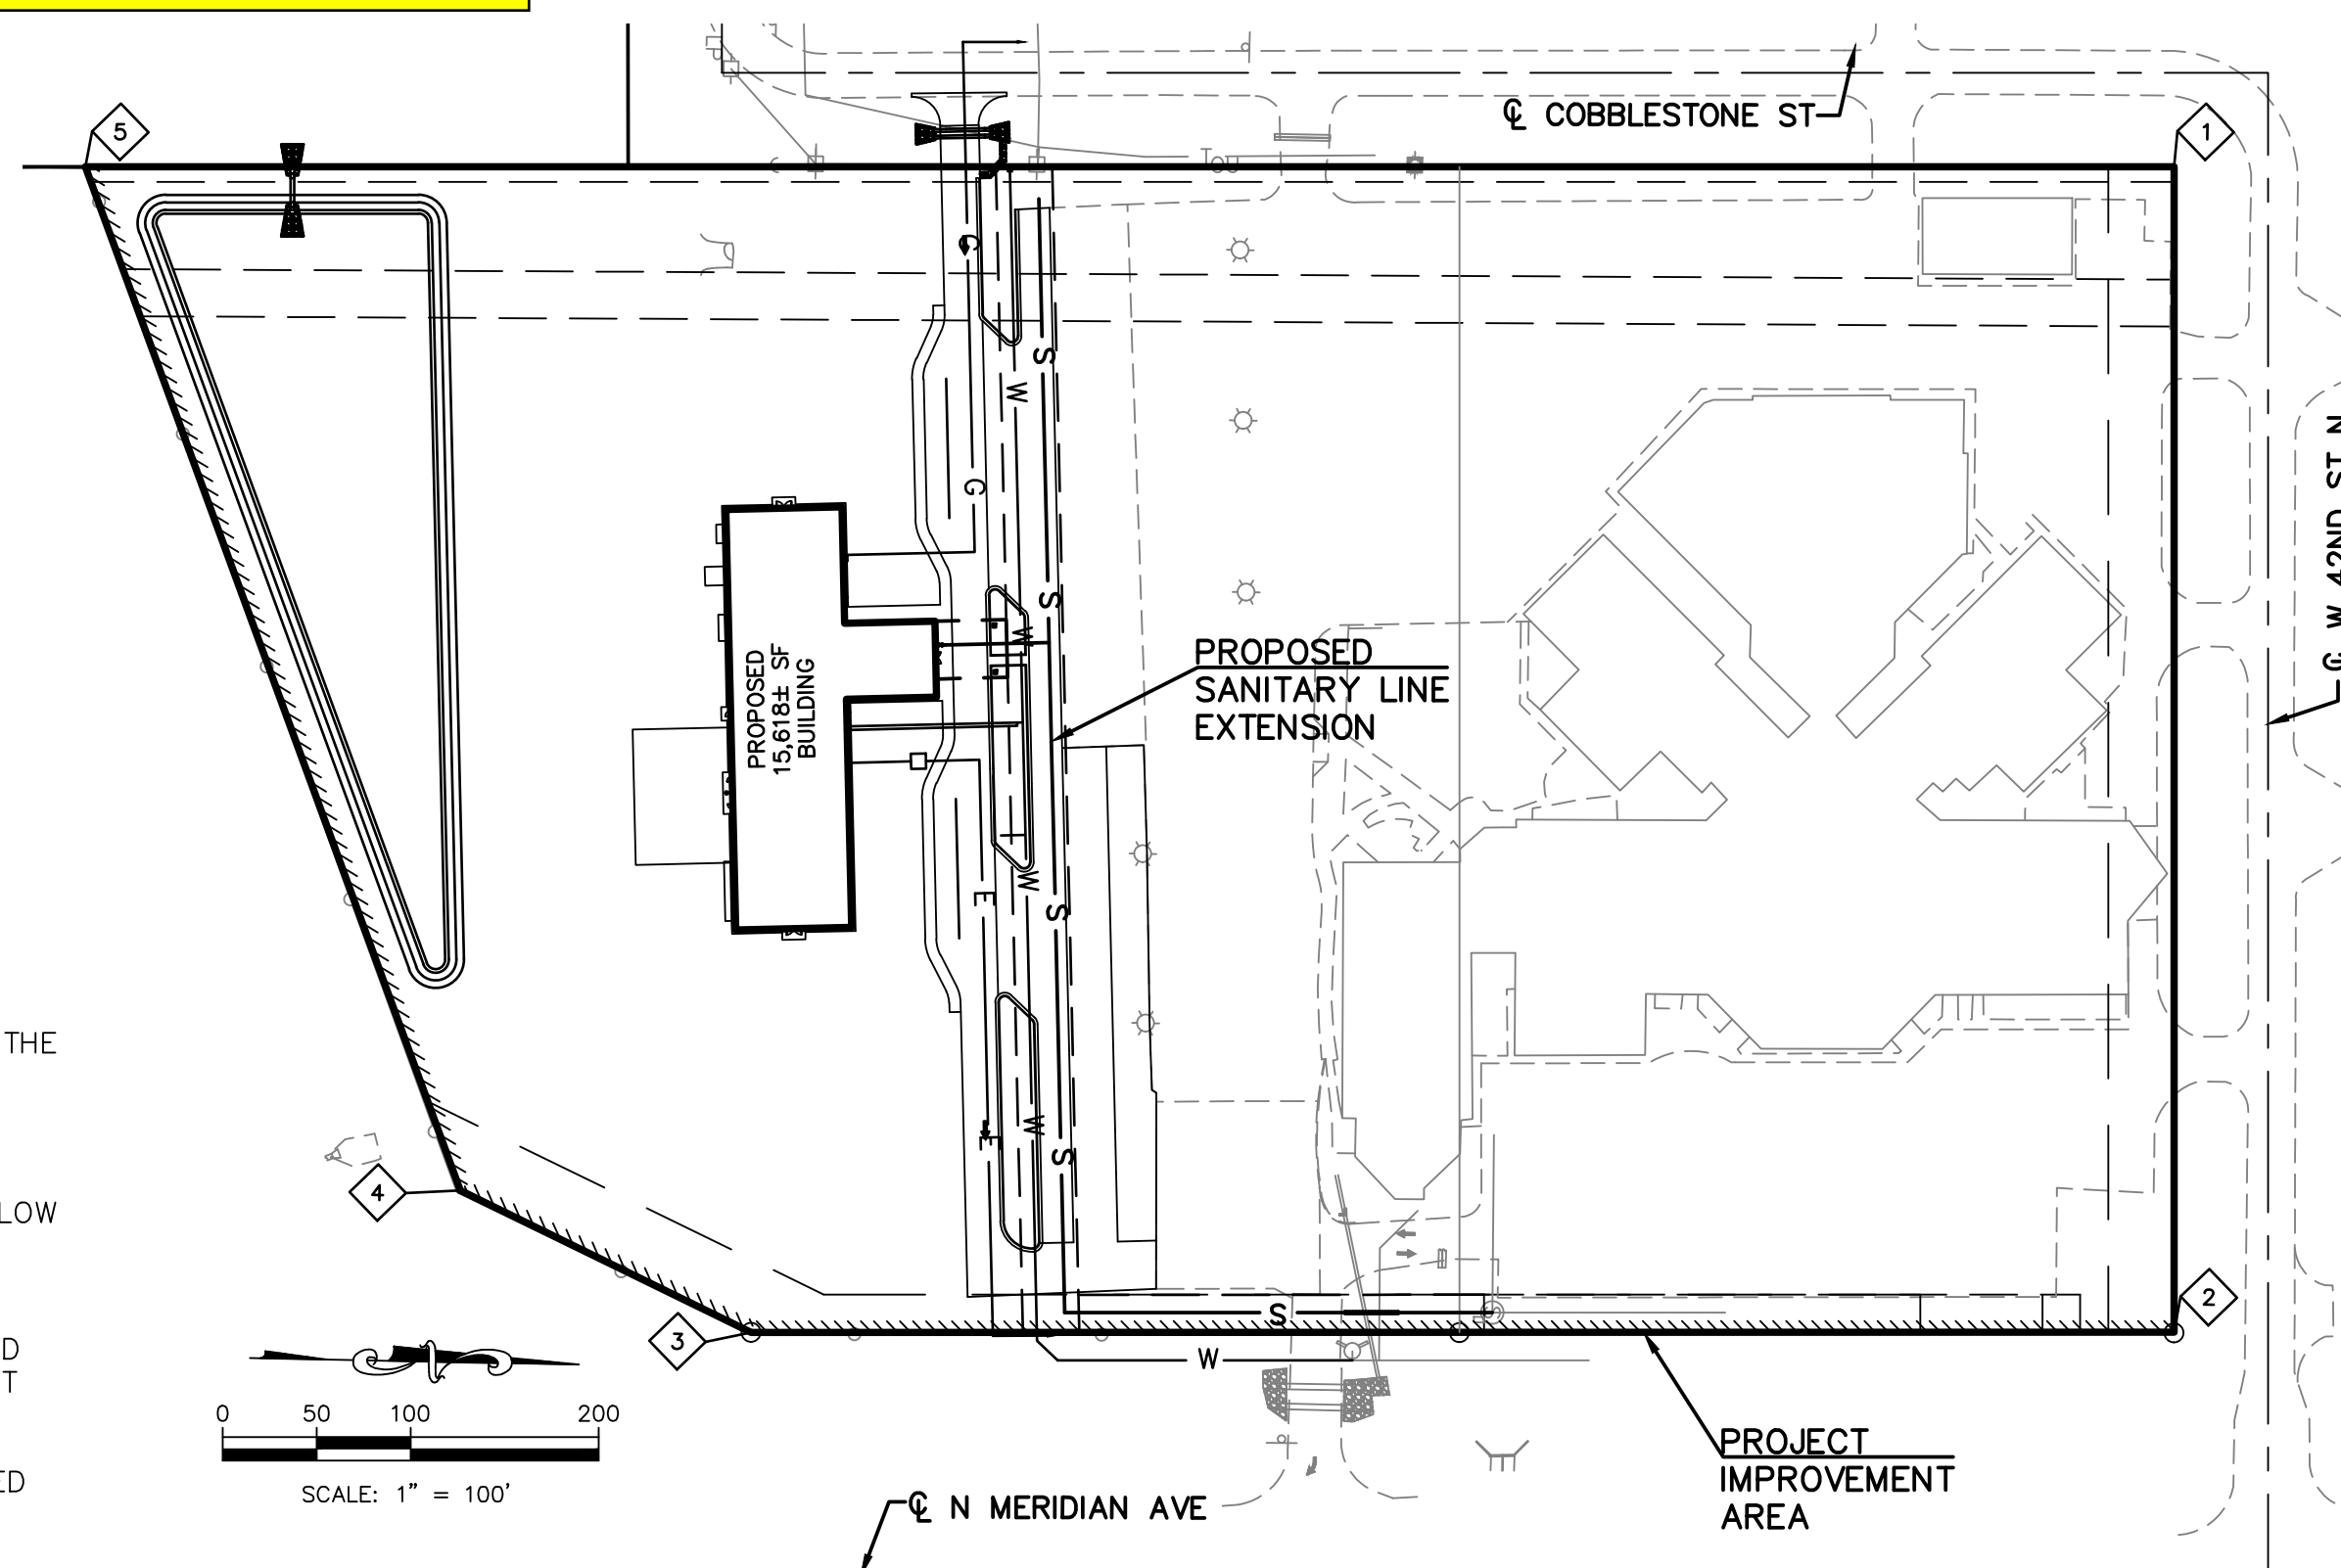 ℄ COBBLESTONE ST
5
1
C
G
S
W
S
W
℄ W 42ND ST N
PROPOSED
SANITARY LINE
EXTENSION
PROPOSED
15,618± SF
BUILDING
W
E
S
W
E
S
THE
LOW
4
2
3
S
W
D
T
ED
0 50 100 200
SCALE: 1" = 100'
℄ N MERIDIAN AVE
PROJECT
IMPROVEMENT
AREA